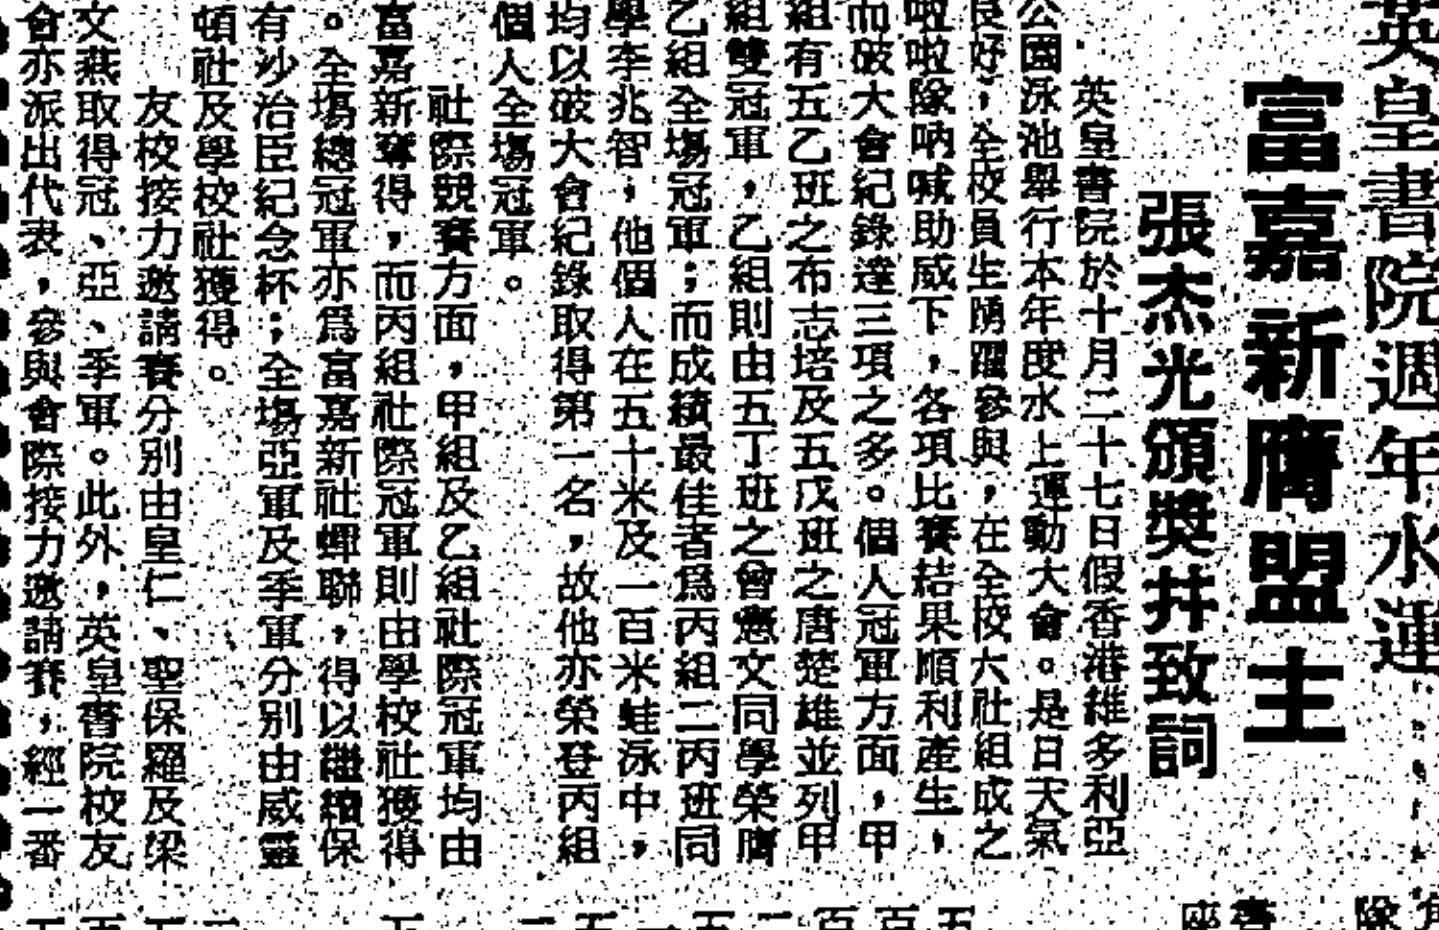 英皇書院週年水運
富嘉新膺盟主
張杰光頒獎并致詞
英皇書院於十月二十七日假香港維多利亞
公園泳池舉行本年度水上運動大會。是日天氣
良好，全校員生踴躍參與，在全校六社組成之
啦啦隊吶喊助威下，各項比賽結果順利產生，
而破大會紀錄達三項之多。個人冠軍方面，甲
組有五乙班之布志培及五戊班之唐楚雄並列甲
組雙冠軍，乙組則由五丁班之曾憲文同學榮膺
乙組全塲冠軍；而成績最佳者爲丙組二丙班同
學李兆智，他個人在五十米及一百米蛙泳中，
均以破大會紀錄取得第一名，故他亦榮登丙組
個人全塲冠軍。
社際競賽方面，甲組及乙組社際冠軍均由
富嘉新奪得，而丙組社際冠軍則由學校社獲得
。全塲總冠軍亦爲富嘉新社蟬聯，得以繼續保
有沙治臣紀念杯；全塲亞軍及季軍分別由威靈
頓社及學校社獲得。
友校接力邀請賽分別由皇仁、聖保羅及梁
文燕取得冠、亞、季軍。此外，英皇書院校友
會亦派出代表，參與會際接力邀請賽，經一番